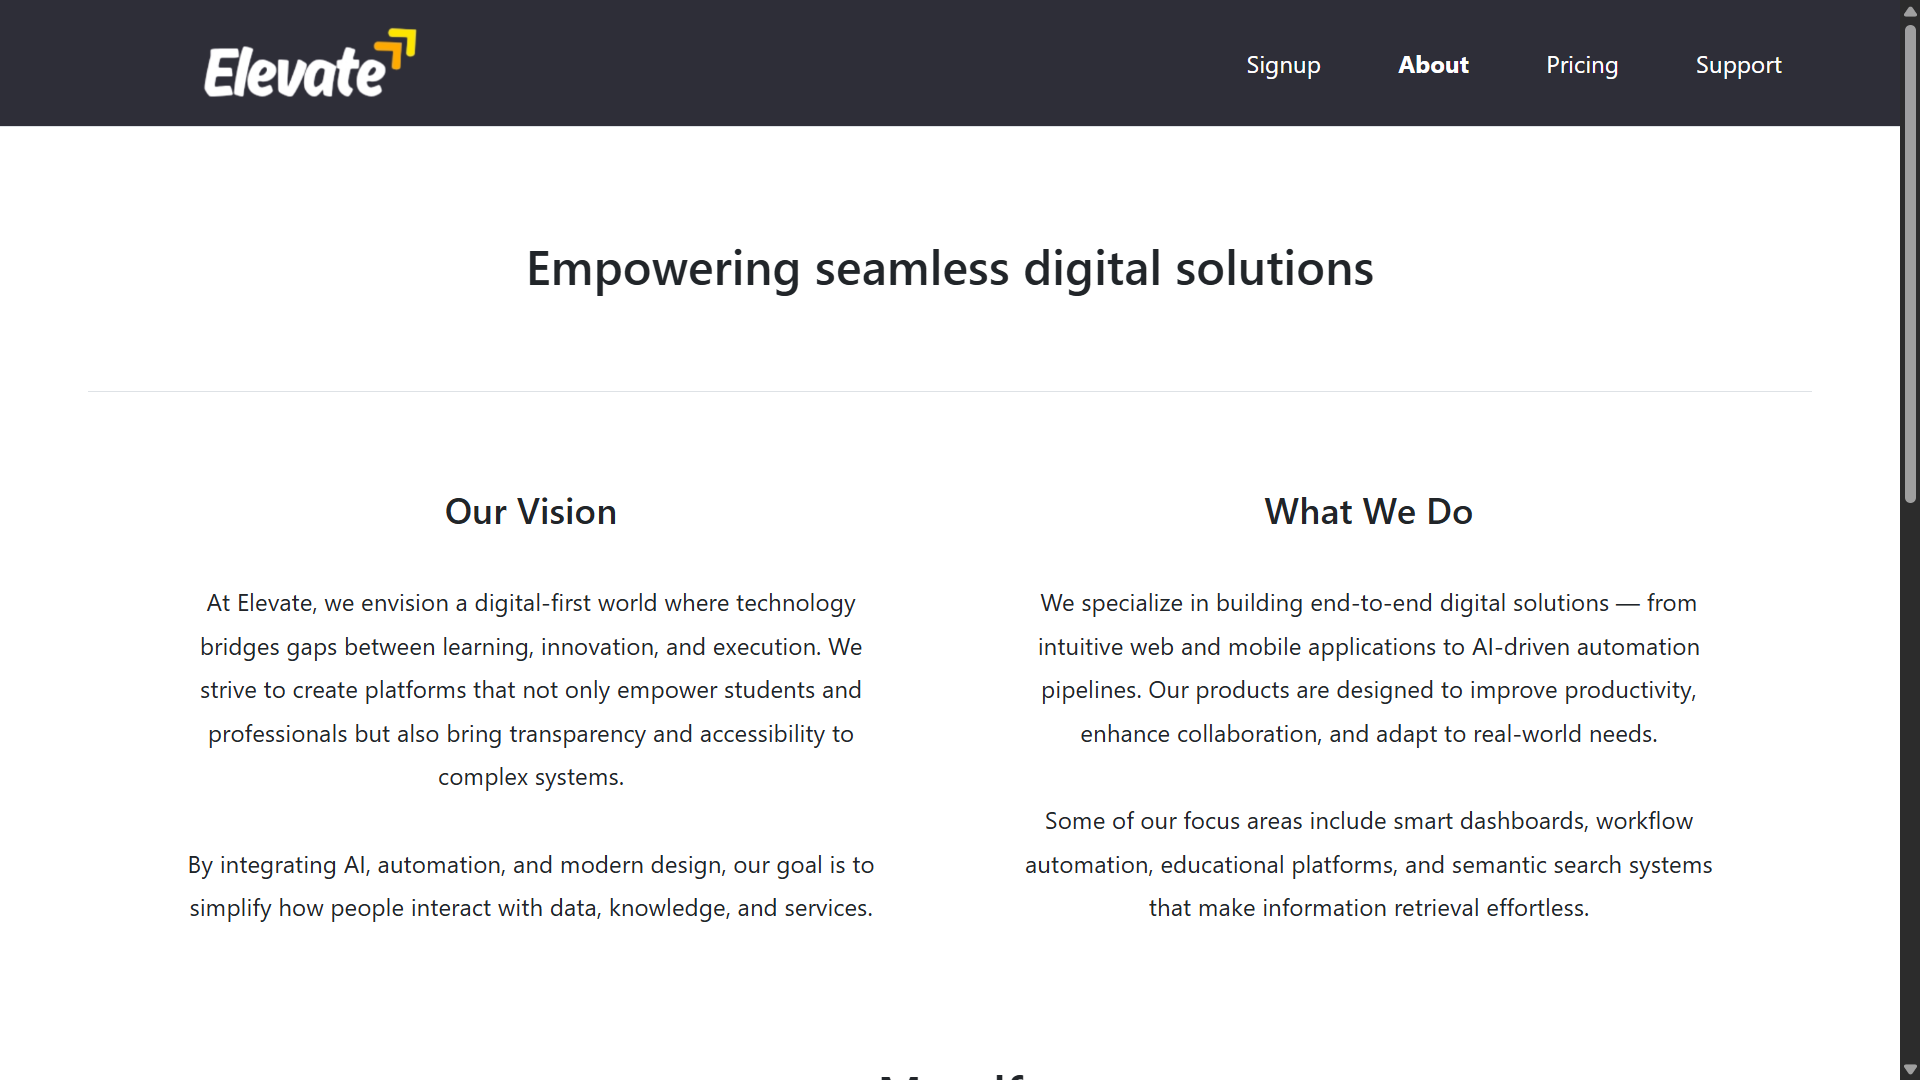 Elevate
Signup
About
Pricing
Support
Empowering seamless digital solutions
Our Vision
At Elevate, we envision a digital-first world where technology
bridges gaps between learning, innovation, and execution. We
strive to create platforms that not only empower students and
professionals but also bring transparency and accessibility to
complex systems.
By integrating AI, automation, and modern design, our goal is to
simplify how people interact with data, knowledge, and services.
What We Do
We specialize in building end-to-end digital solutions — from
intuitive web and mobile applications to AI-driven automation
pipelines. Our products are designed to improve productivity,
enhance collaboration, and adapt to real-world needs.
Some of our focus areas include smart dashboards, workflow
automation, educational platforms, and semantic search systems
that make information retrieval effortless.